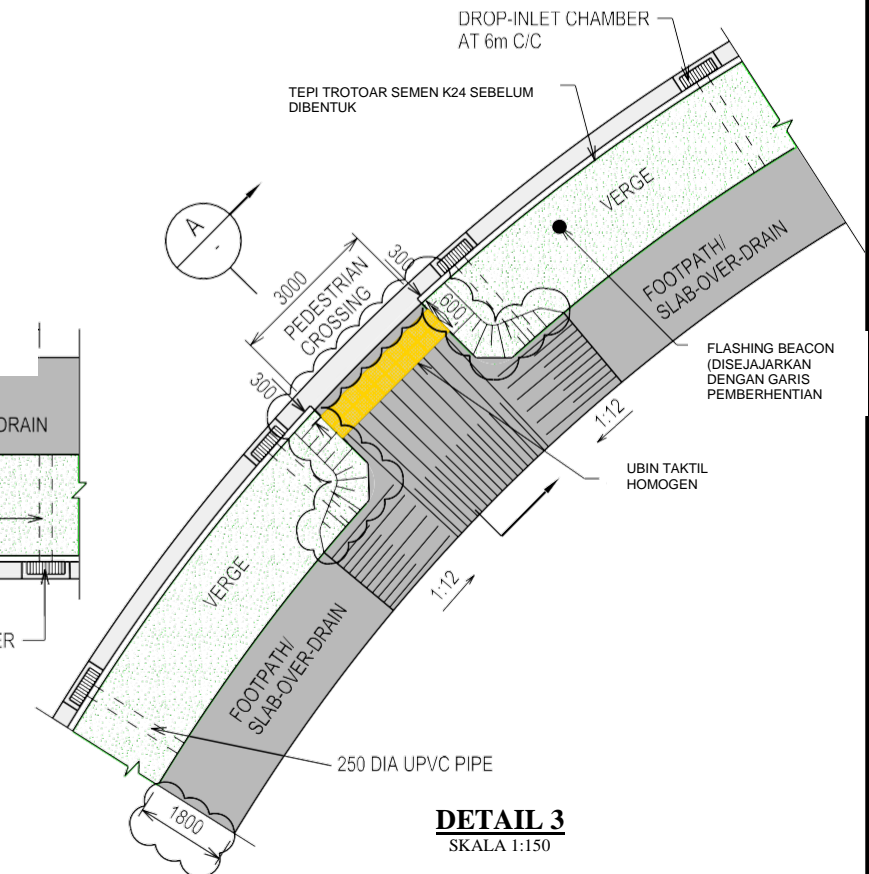 DROP-INLET CHAMBER
AT 6m C/C
TEPI TROTOAR SEMEN K24 SEBELUM
DIBENTUK
VERGE
A
-
300
3000
PEDESTRIAN
CROSSING
600
FOOTPATH/
SLAB-OVER-DRAIN
FLASHING BEACON
(DISEJAJARKAN
DENGAN GARIS
PEMBERHENTIAN
300
1:12
DRAIN
UBIN TAKTIL
HOMOGEN
1:12
VERGE
ER
FOOTPATH/
SLAB-OVER-DRAIN
250 DIA UPVC PIPE
1800
DETAIL 3
SKALA 1:150